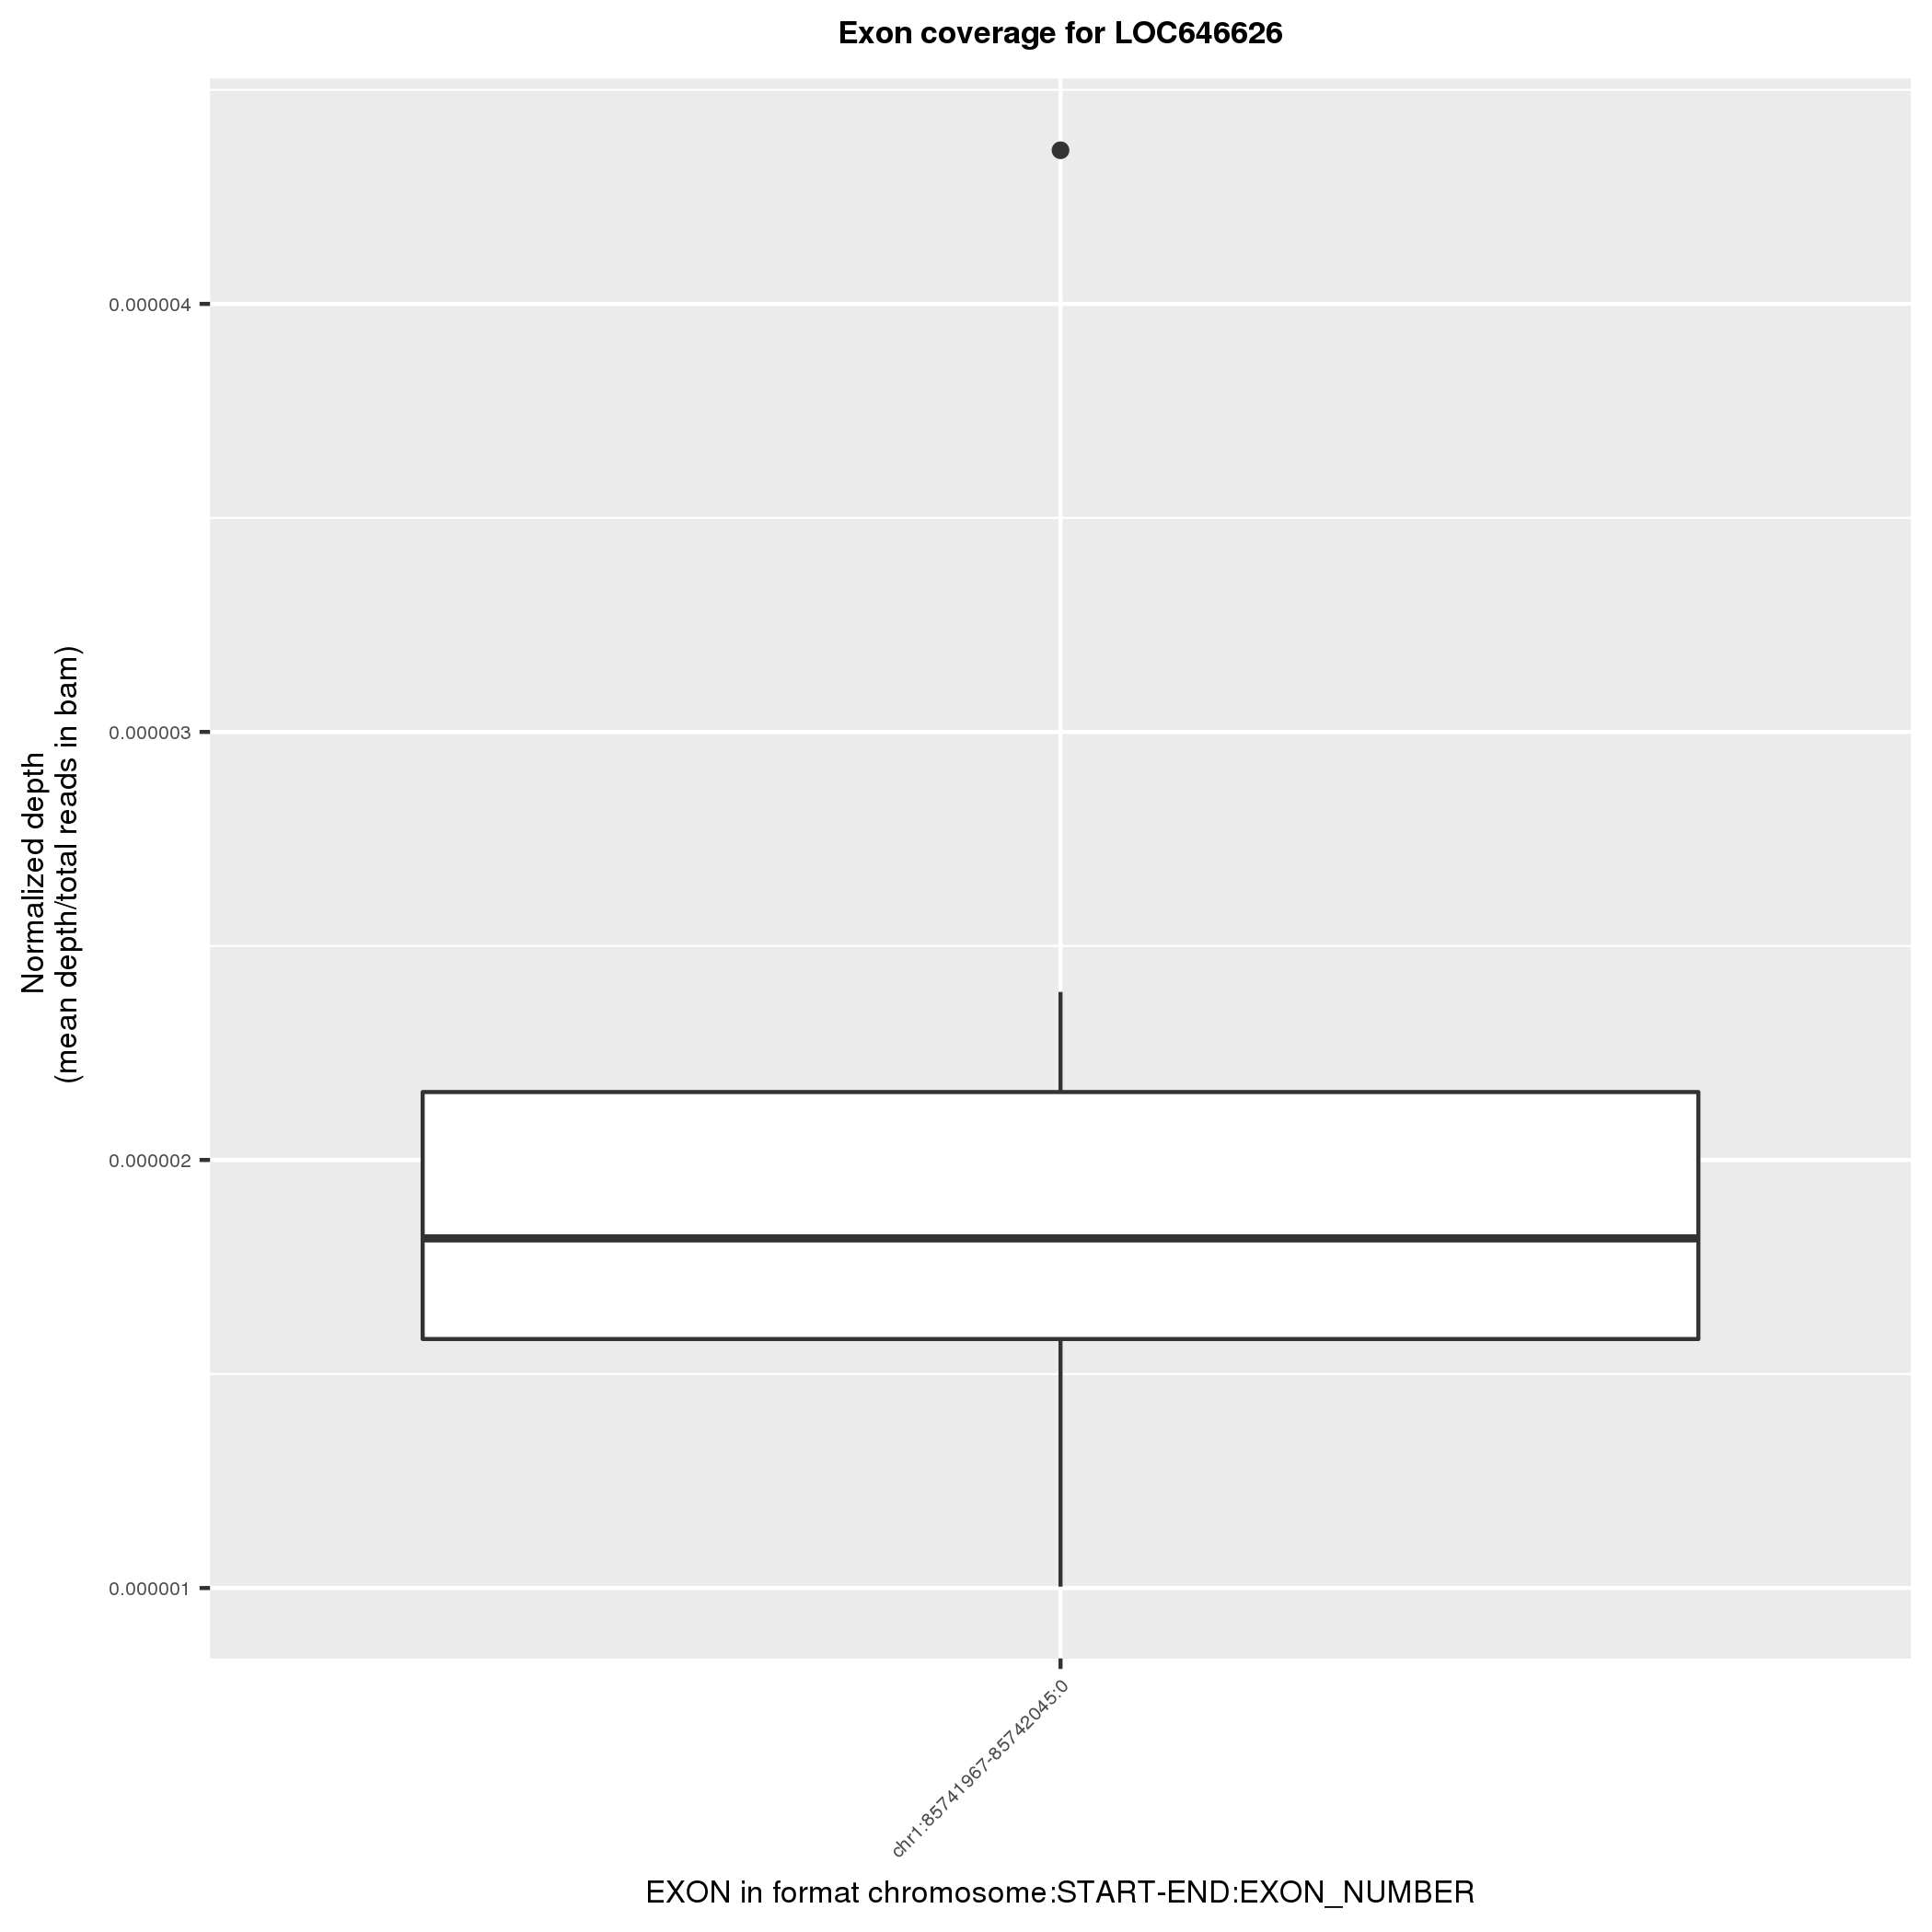 Exon coverage for LOC646626
Normalized depth
(mean depth/total reads in bam)
0.000004
0.000003
0.000002
0.000001
chr1:85741967-85742045:0
EXON in format chromosome:START-END:EXON_NUMBER